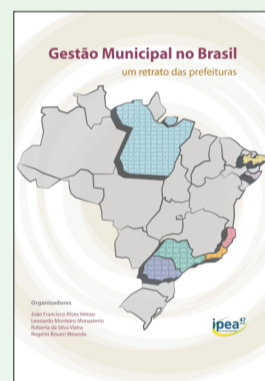 Gestão Municipal no Brasil
um retrato das prefeituras
Organizadores
João Francisco Alves Veloso
Leonardo Monteiro Monasterio
Roberta da Silva Vieira
Rogério Boueri Miranda
ipea